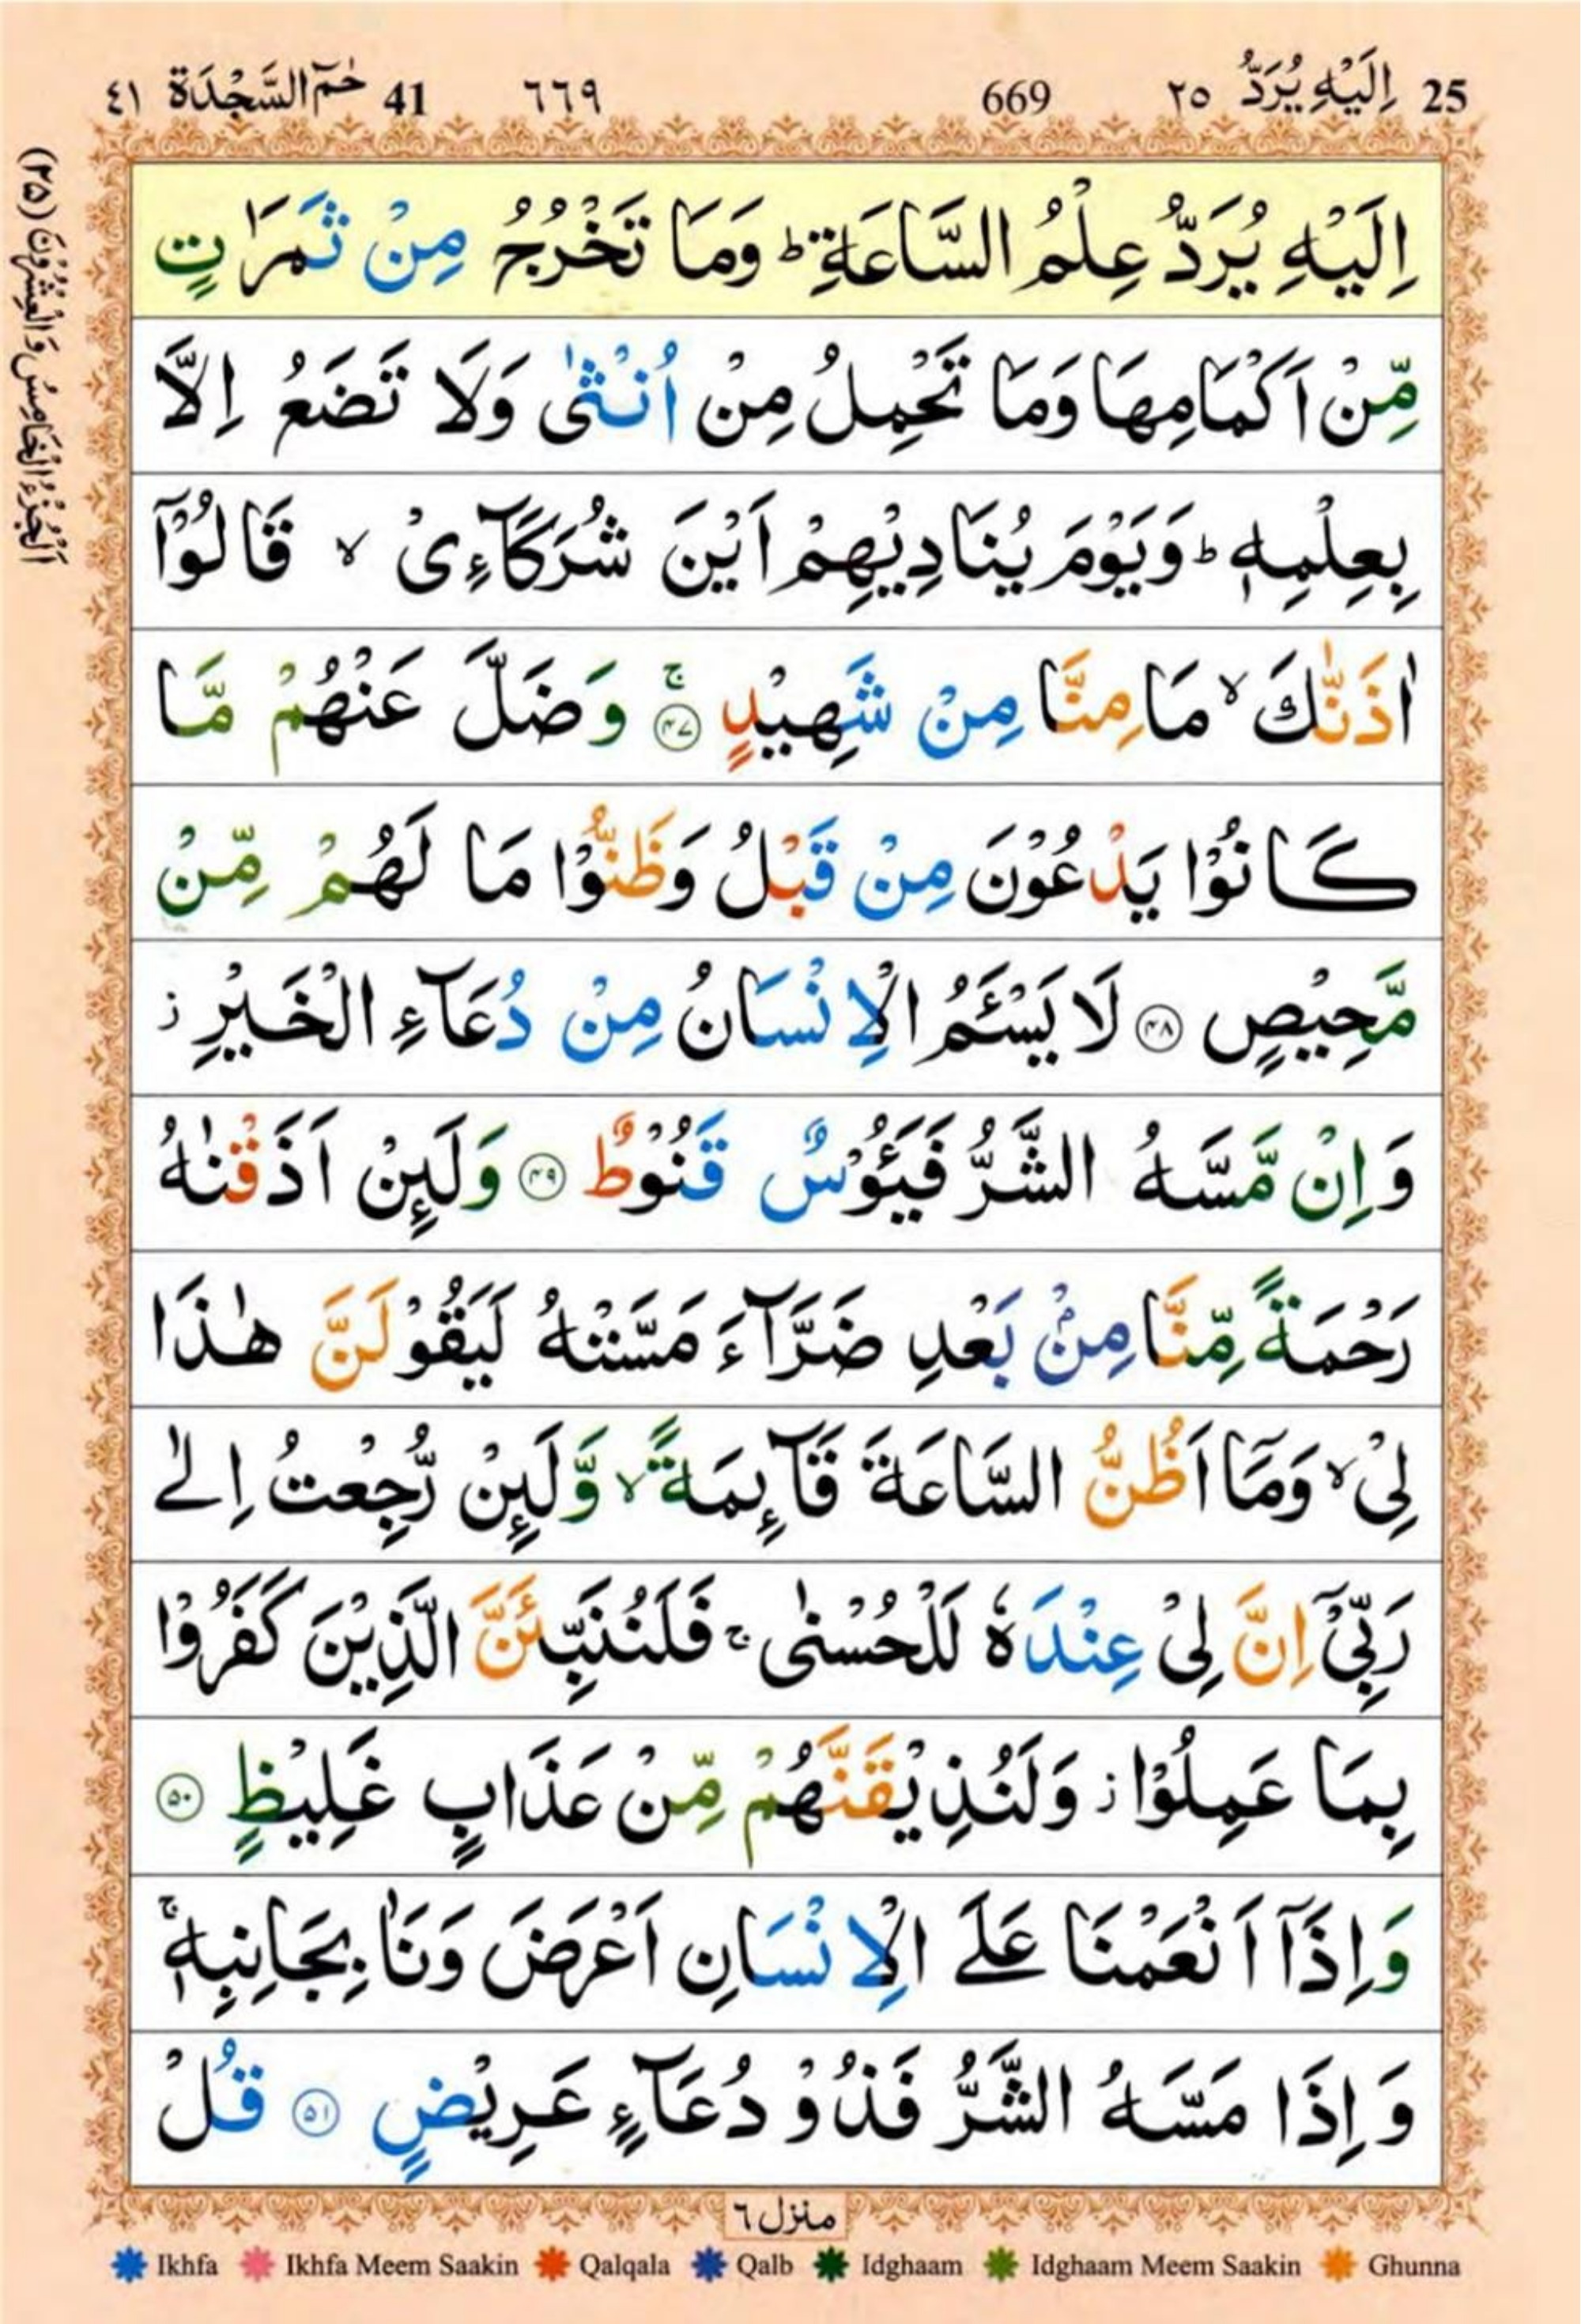 25 اِلَيْهِ يُرَدُّ ٢٥ 669 ٦٦٩ 41 حٰمٓ السَّجْدَة ٤١
اَلْجُزْءُ الْخَامِسُ وَالْعِشْرُوْنَ (٢٥)
اِلَيْهِ يُرَدُّ عِلْمُ السَّاعَةِ ؕ وَمَا تَخْرُجُ مِنْ ثَمَرٰتٍ
مِّنْ اَكْمَامِهَا وَمَا تَحْمِلُ مِنْ اُنْثٰى وَلَا تَضَعُ اِلَّا
بِعِلْمِهٖ ؕ وَيَوْمَ يُنَادِيْهِمْ اَيْنَ شُرَكَآءِىْ ۙ قَالُوْٓا
اٰذَنّٰكَ ۙ مَا مِنَّا مِنْ شَهِيْدٍ ۚ ﴿٤٧﴾ وَضَلَّ عَنْهُمْ مَّا
كَانُوْا يَدْعُوْنَ مِنْ قَبْلُ وَظَنُّوْا مَا لَهُمْ مِّنْ
مَّحِيْصٍ ﴿٤٨﴾ لَا يَسْـَٔمُ الْاِنْسَانُ مِنْ دُعَآءِ الْخَيْرِ ز
وَاِنْ مَّسَّهُ الشَّرُّ فَيَـُٔوْسٌ قَنُوْطٌ ﴿٤٩﴾ وَلَئِنْ اَذَقْنٰهُ
رَحْمَةً مِّنَّا مِنْۢ بَعْدِ ضَرَّآءَ مَسَّتْهُ لَيَقُوْلَنَّ هٰذَا
لِىْ ۙ وَمَآ اَظُنُّ السَّاعَةَ قَآئِمَةً ۙ وَّلَئِنْ رُّجِعْتُ اِلٰى
رَبِّىْٓ اِنَّ لِىْ عِنْدَهٗ لَلْحُسْنٰى ۚ فَلَنُنَبِّئَنَّ الَّذِيْنَ كَفَرُوْا
بِمَا عَمِلُوْا ز وَلَنُذِيْقَنَّهُمْ مِّنْ عَذَابٍ غَلِيْظٍ ﴿٥٠﴾
وَاِذَآ اَنْعَمْنَا عَلَى الْاِنْسَانِ اَعْرَضَ وَنَاٰ بِجَانِبِهٖ ۚ
وَاِذَا مَسَّهُ الشَّرُّ فَذُوْ دُعَآءٍ عَرِيْضٍ ﴿٥١﴾ قُلْ
منزل ٦
Ikhfa Ikhfa Meem Saakin Qalqala Qalb Idghaam Idghaam Meem Saakin Ghunna